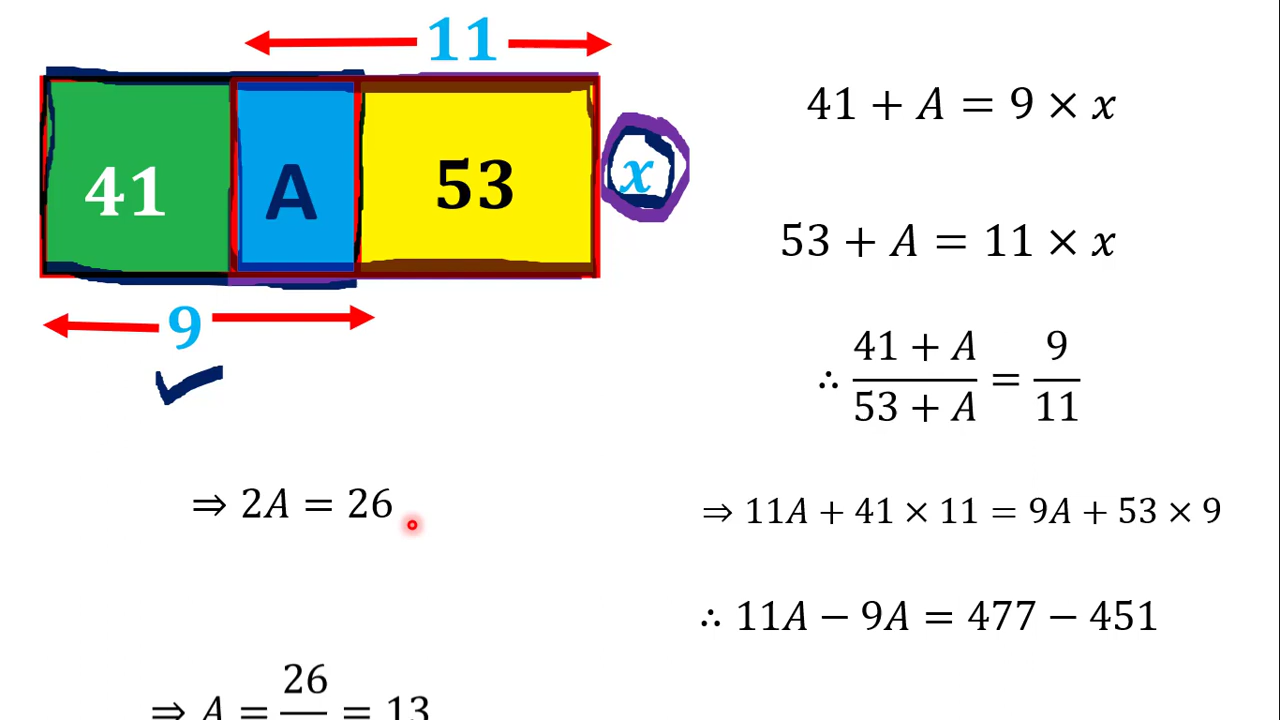 11
41 A 53 x
9
41 + A = 9 × x
53 + A = 11 × x
∴ (41 + A)/(53 + A) = 9/11
⇒ 11A + 41 × 11 = 9A + 53 × 9
∴ 11A − 9A = 477 − 451
⇒ 2A = 26
⇒ A = 26/ = 13